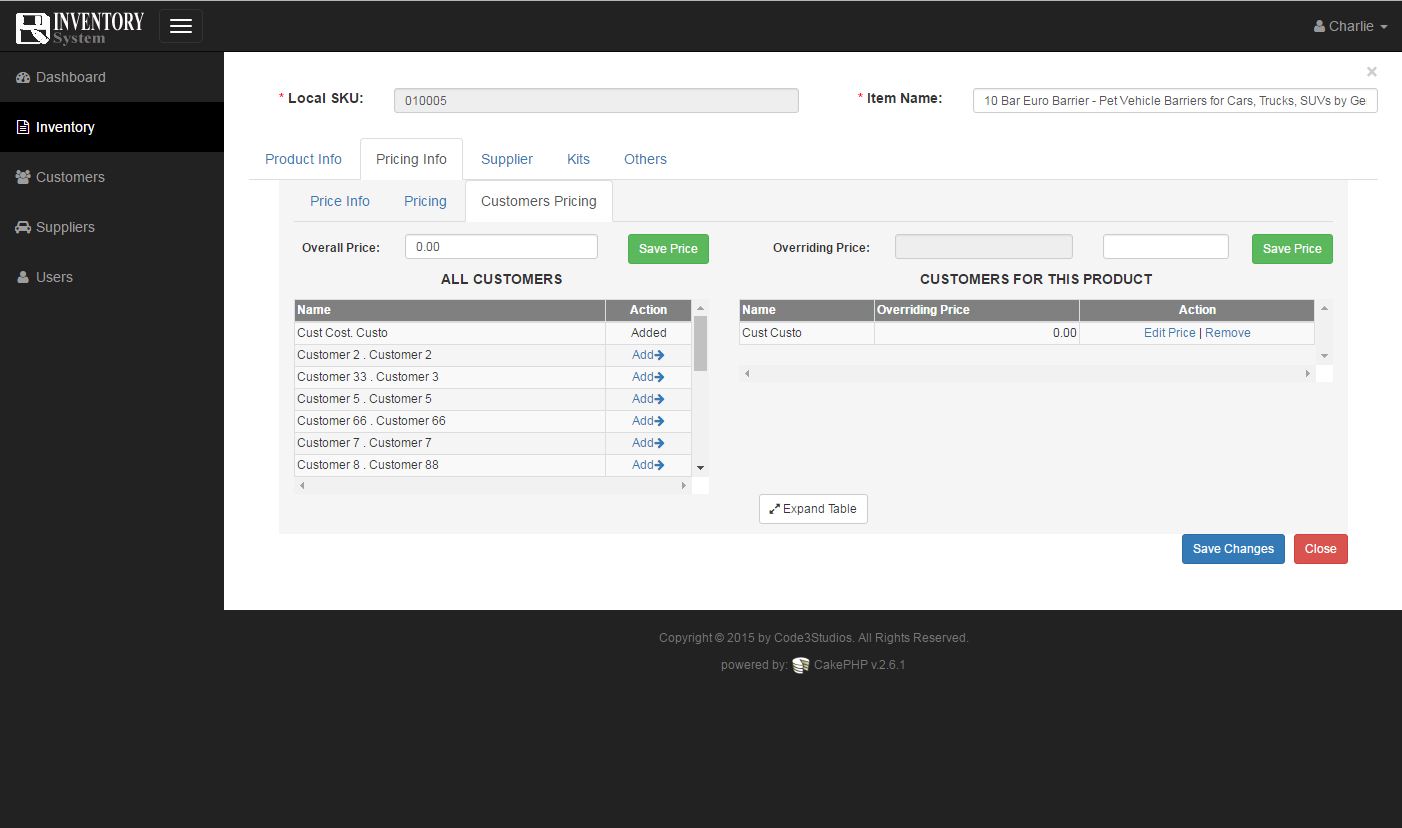 INVENTORY
System
Charlie
Dashboard
Inventory
Customers
Suppliers
Users
×
* Local SKU: 010005 * Item Name: 10 Bar Euro Barrier - Pet Vehicle Barriers for Cars, Trucks, SUVs by Ge
Product Info Pricing Info Supplier Kits Others
Price Info Pricing Customers Pricing
Overall Price: 0.00 Save Price Overriding Price: Save Price
ALL CUSTOMERS
Name Action
Cust Cost. Custo Added
Customer 2 . Customer 2 Add
Customer 33 . Customer 3 Add
Customer 5 . Customer 5 Add
Customer 66 . Customer 66 Add
Customer 7 . Customer 7 Add
Customer 8 . Customer 88 Add
CUSTOMERS FOR THIS PRODUCT
Name Overriding Price Action
Cust Custo 0.00 Edit Price | Remove
Expand Table
Save Changes Close
Copyright © 2015 by Code3Studios. All Rights Reserved.
powered by: CakePHP v.2.6.1